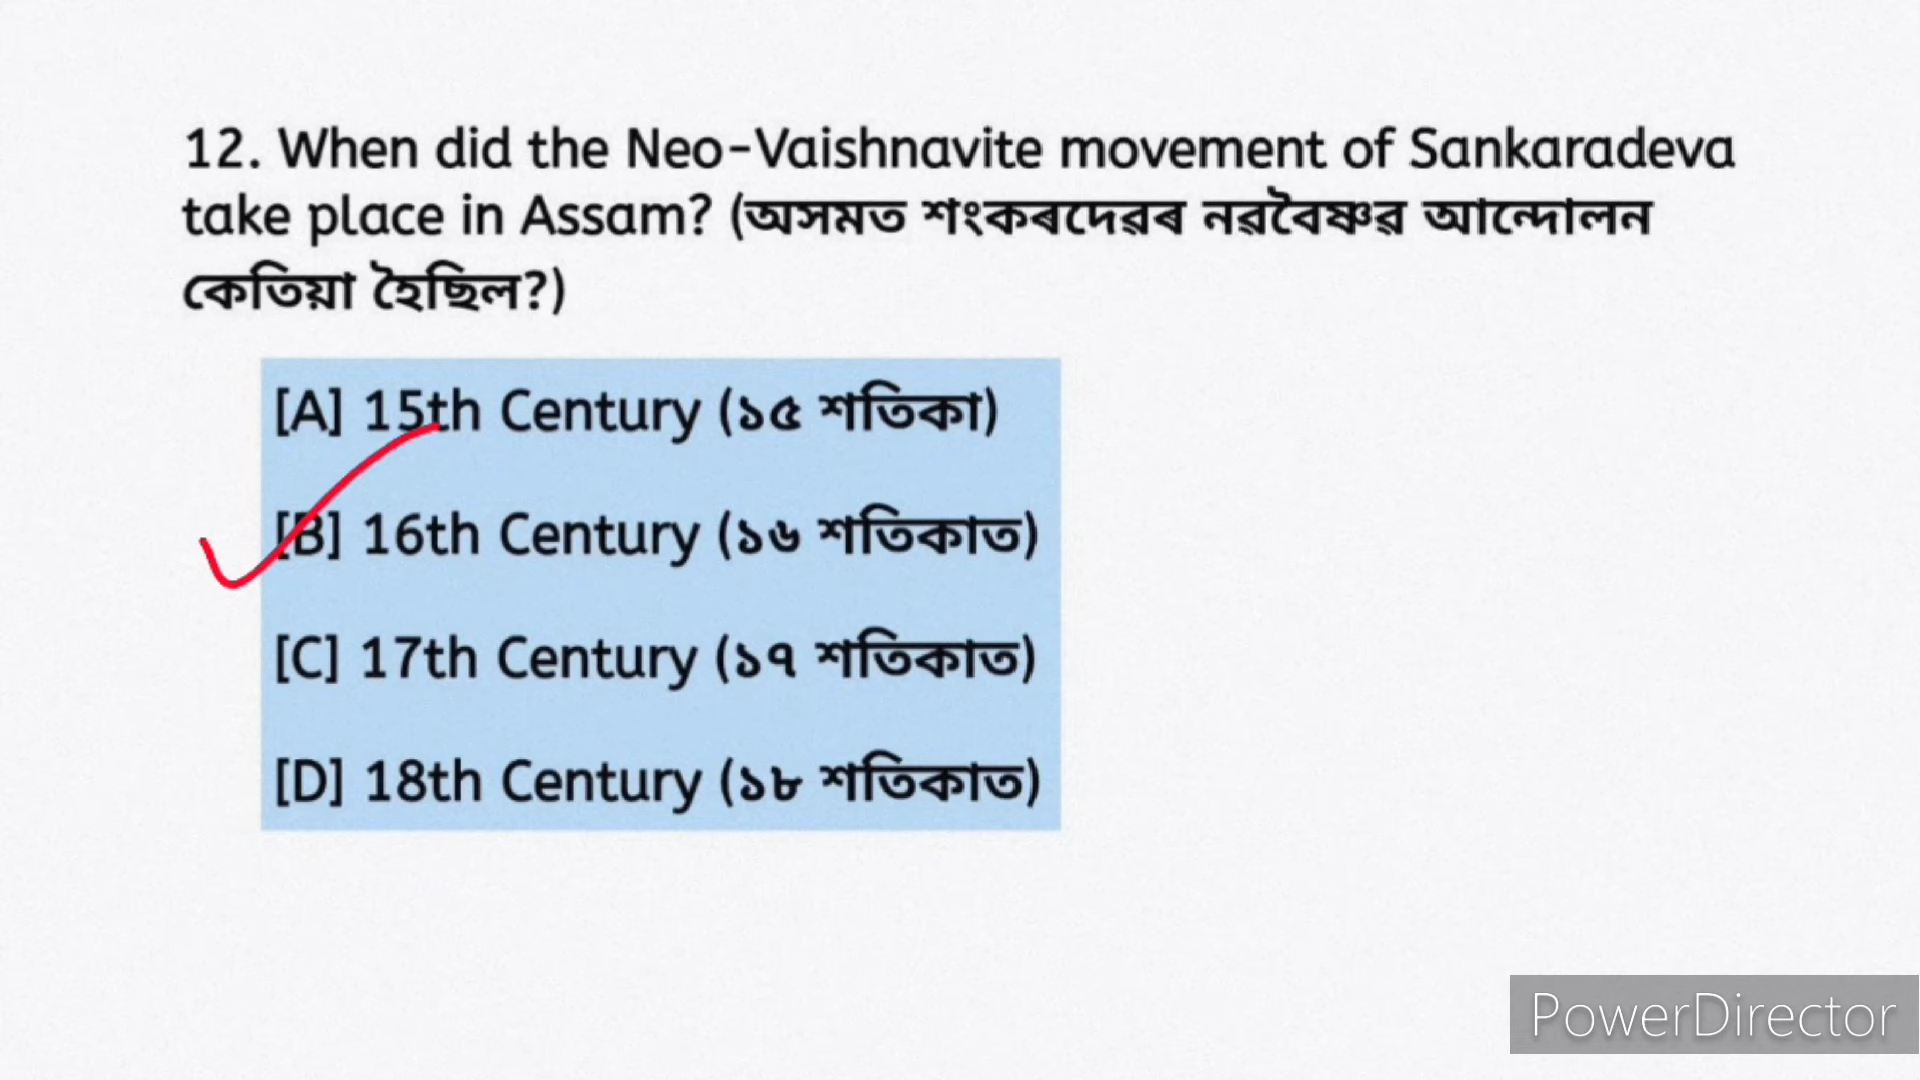 12. When did the Neo-Vaishnavite movement of Sankaradeva
take place in Assam? (অসমত শংকৰদেৱৰ নৱবৈষ্ণৱ আন্দোলন
কেতিয়া হৈছিল?)
[A] 15th Century (১৫ শতিকা)
[B] 16th Century (১৬ শতিকাত)
[C] 17th Century (১৭ শতিকাত)
[D] 18th Century (১৮ শতিকাত)
PowerDirector